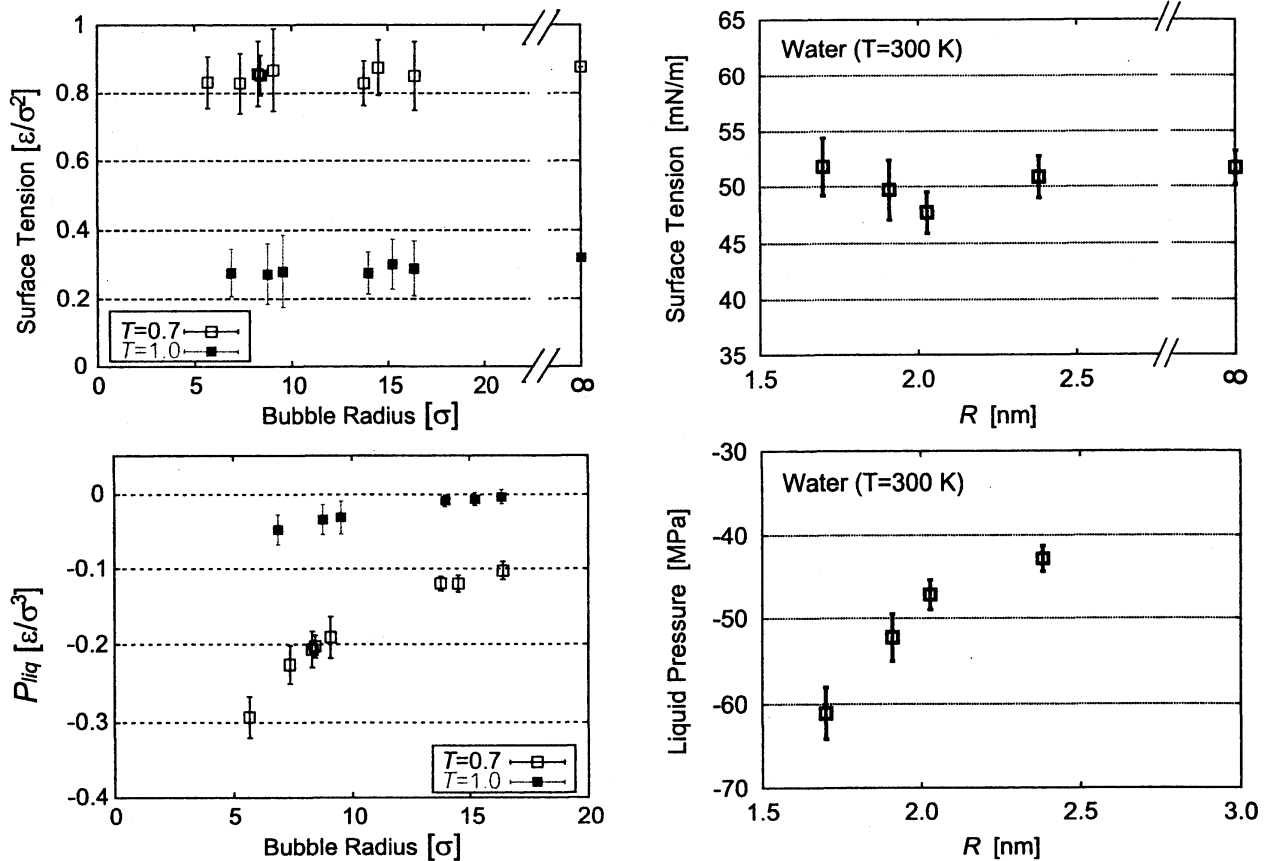 1
0.8
0.6
0.4
0.2
0
Surface Tension [ε/σ²]
T=0.7
T=1.0
0 5 10 15 20 ∞
Bubble Radius [σ]
65
60
55
50
45
40
35
Surface Tension [mN/m]
Water (T=300 K)
1.5 2.0 2.5 ∞
R [nm]
0
-0.1
-0.2
-0.3
-0.4
Pliq [ε/σ³]
T=0.7
T=1.0
0 5 10 15 20
Bubble Radius [σ]
-30
-40
-50
-60
-70
Liquid Pressure [MPa]
Water (T=300 K)
1.5 2.0 2.5 3.0
R [nm]